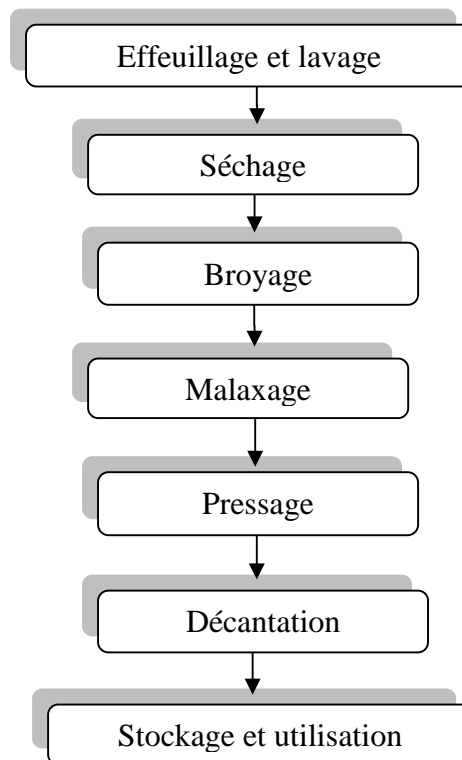 Effeuillage et lavage
Séchage
Broyage
Malaxage
Pressage
Décantation
Stockage et utilisation